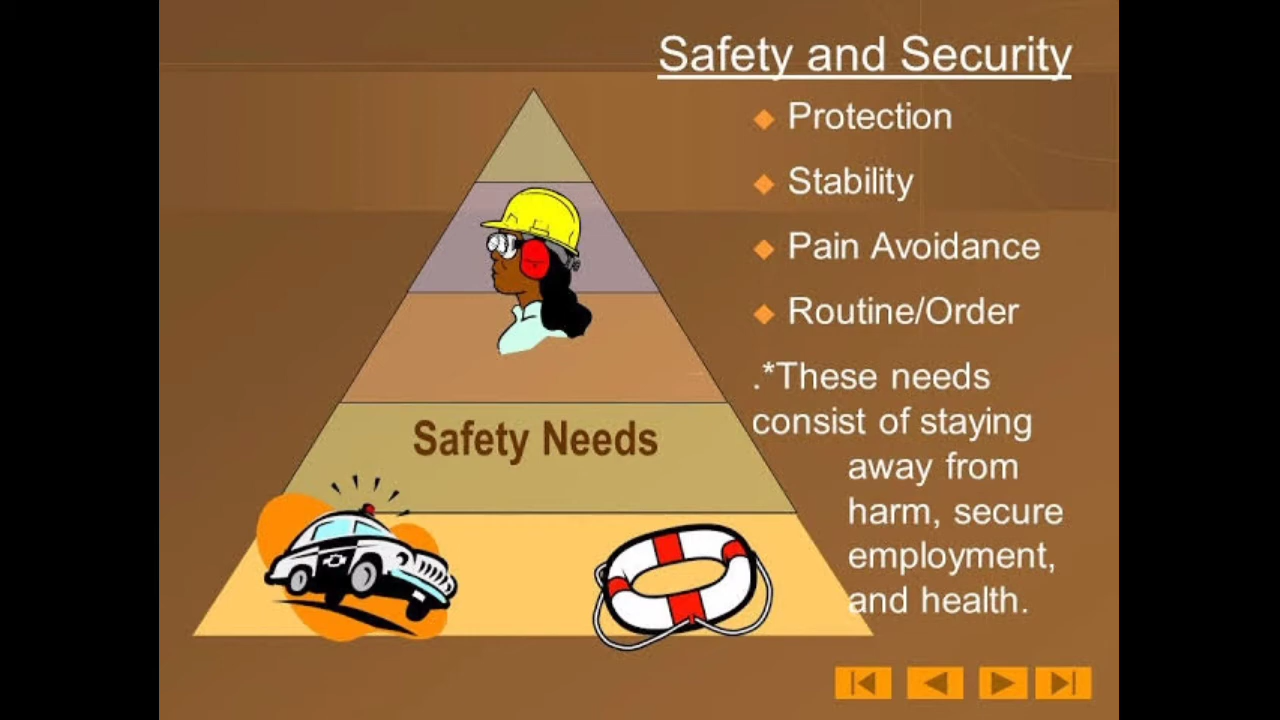 Safety and Security
Protection
Stability
Pain Avoidance
Routine/Order
.*These needs
consist of staying
away from
harm, secure
employment,
and health.
Safety Needs